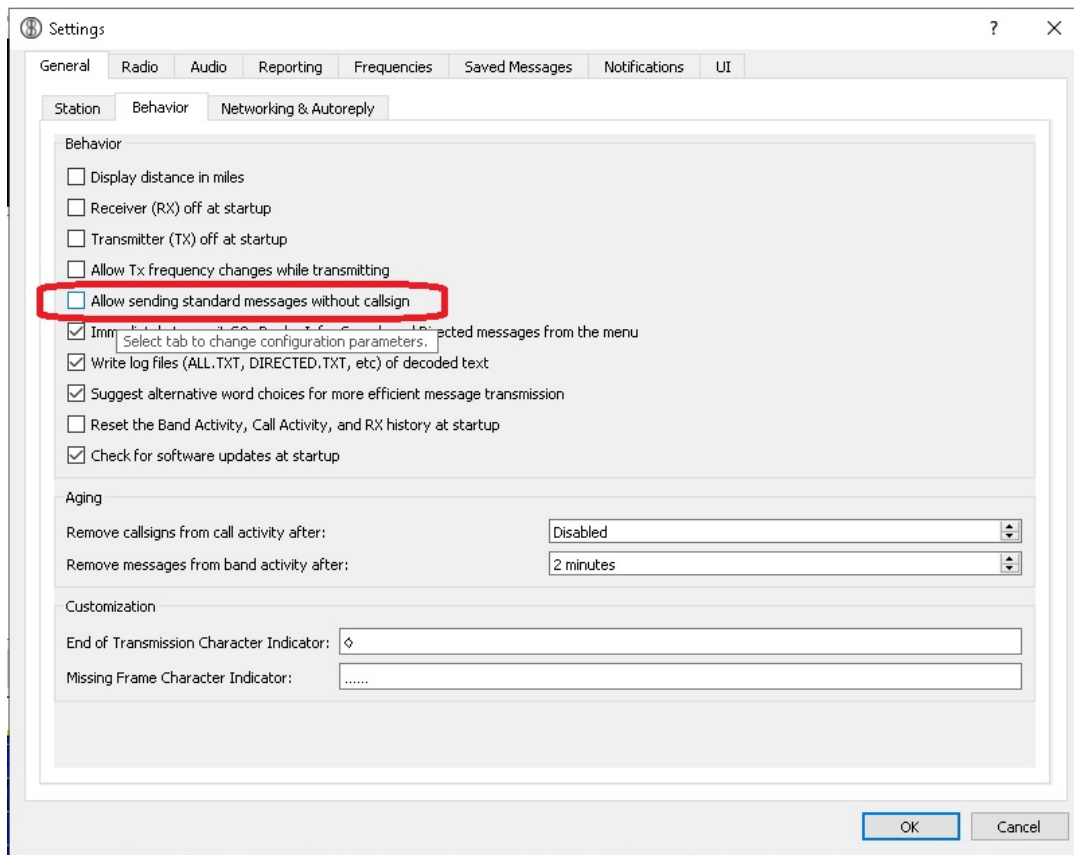 Settings
?
General Radio Audio Reporting Frequencies Saved Messages Notifications UI
Station Behavior Networking & Autoreply
Behavior
Display distance in miles
Receiver (RX) off at startup
Transmitter (TX) off at startup
Allow Tx frequency changes while transmitting
Allow sending standard messages without callsign
messages from the menu
Select tab to change configuration parameters.
Write log files (ALL.TXT, DIRECTED.TXT, etc) of decoded text
Suggest alternative word choices for more efficient message transmission
Reset the Band Activity, Call Activity, and RX history at startup
Check for software updates at startup
Aging
Remove callsigns from call activity after: Disabled
Remove messages from band activity after: 2 minutes
Customization
End of Transmission Character Indicator: ◊
Missing Frame Character Indicator: ......
OK Cancel